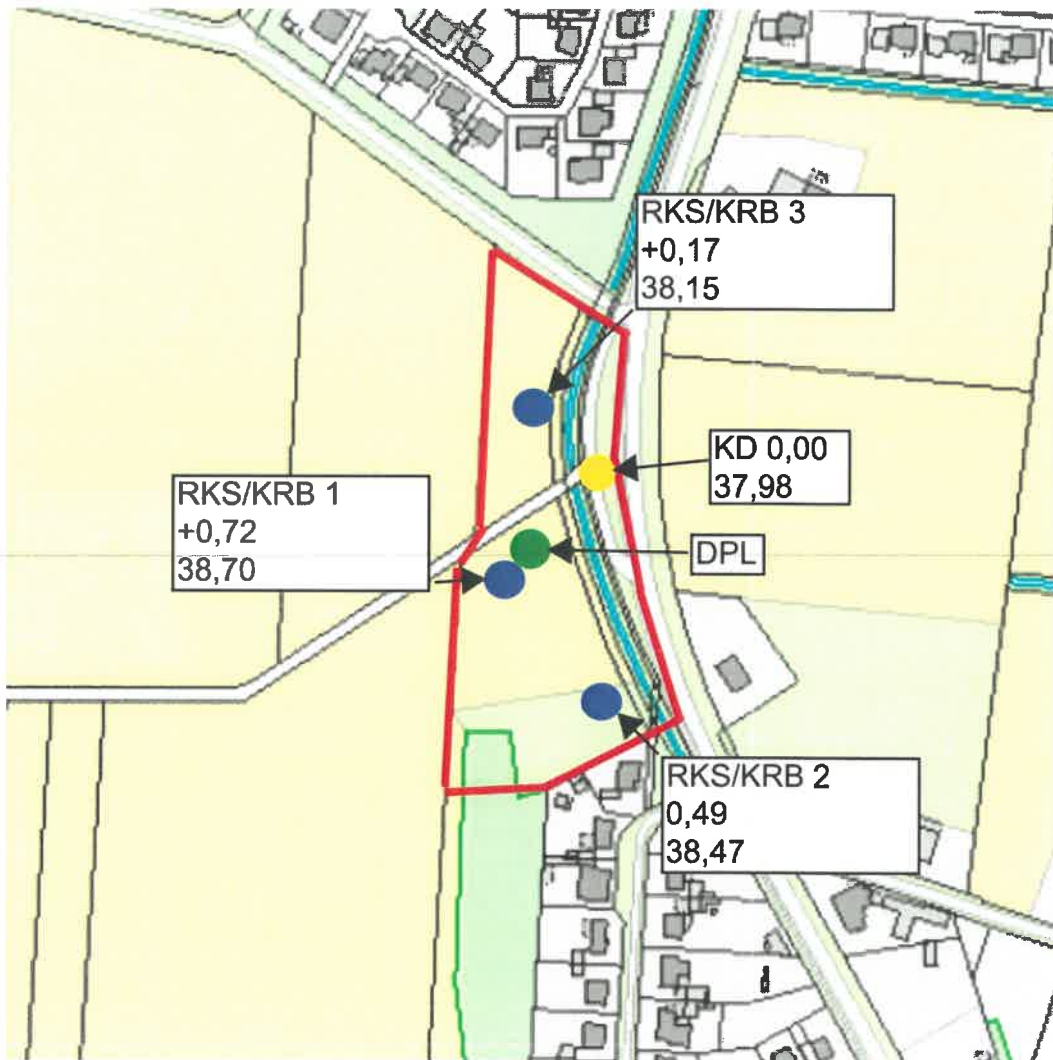 RKS/KRB 3
+0,17
38,15
KD 0,00
37,98
RKS/KRB 1
+0,72
38,70
DPL
RKS/KRB 2
0,49
38,47